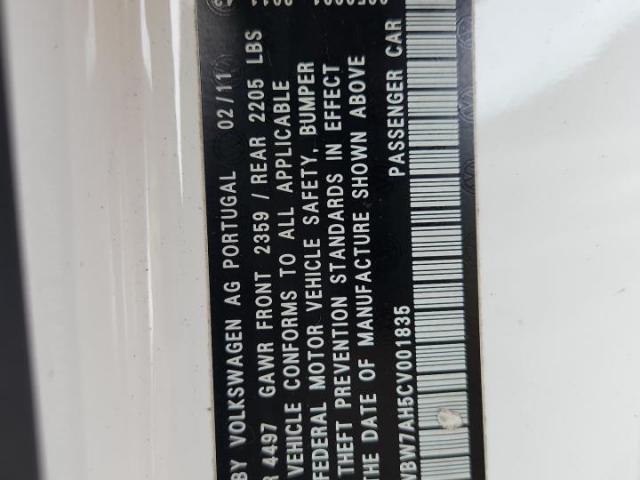 BY VOLKSWAGEN AG PORTUGAL 02/11
4497 GAWR FRONT 2359 / REAR 2205 LBS
VEHICLE CONFORMS TO ALL APPLICABLE
FEDERAL MOTOR VEHICLE SAFETY, BUMPER
THEFT PREVENTION STANDARDS IN EFFECT
THE DATE OF MANUFACTURE SHOWN ABOVE
VBW7AH5CV001835 PASSENGER CAR